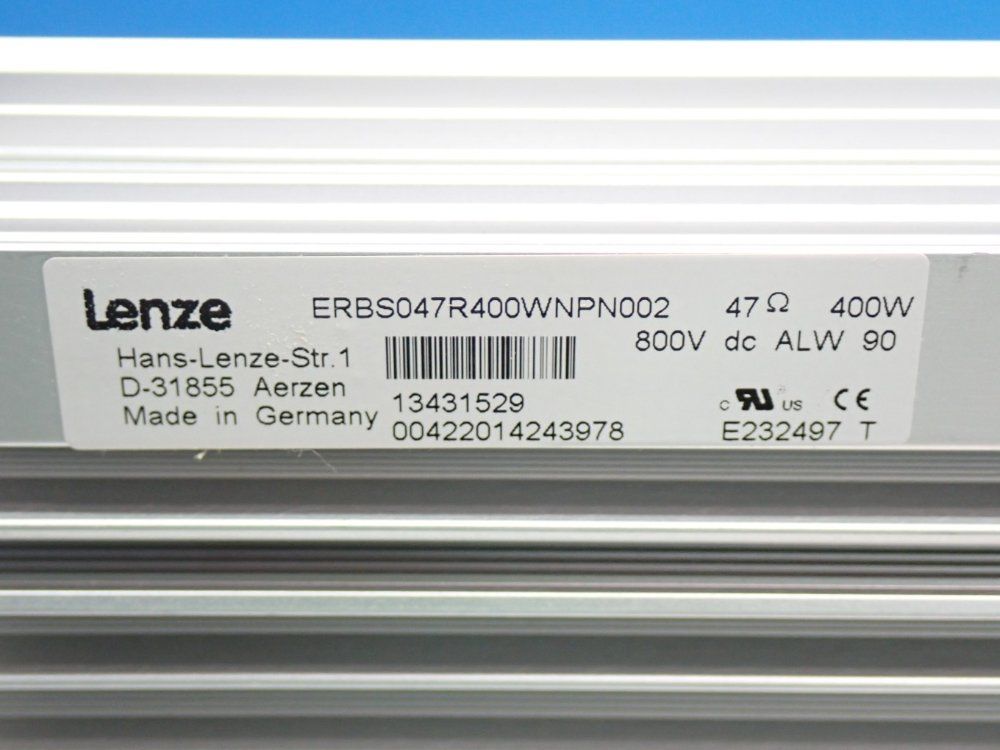 Lenze ERBS047R400WNPN002 47 Ω 400W
800V dc ALW 90
Hans-Lenze-Str.1
D-31855 Aerzen
Made in Germany
13431529
00422014243978
c RU US CE
E232497 T